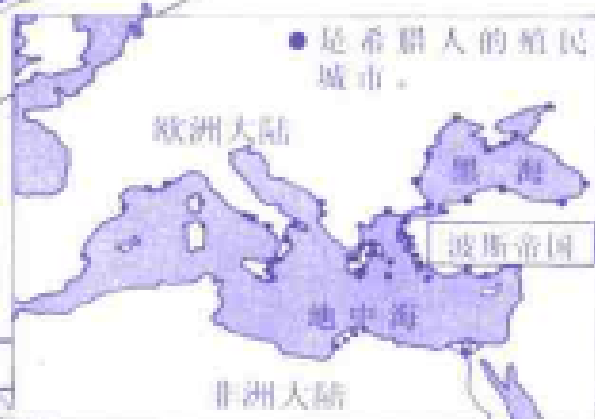 是希腊人的殖民
城市。
欧洲大陆
黑海
波斯帝国
地中海
非洲大陆